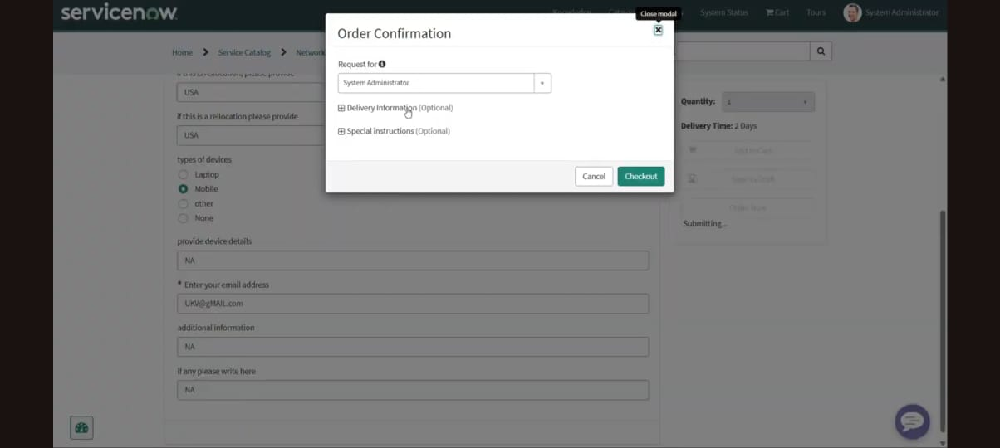 servicenow
Knowledge
System Status
Cart
Tours
System Administrator
Close modal
Order Confirmation
Request for
System Administrator
Delivery Information (Optional)
Special instructions (Optional)
Cancel
Checkout
Home
Service Catalog
Network
if this is relocation, please provide
USA
if this is a rellocation please provide
USA
types of devices
Laptop
Mobile
other
None
provide device details
NA
* Enter your email address
UKV@gMAIL.com
additional information
NA
if any please write here
NA
Quantity:
1
Delivery Time: 2 Days
Add to Cart
Save as Draft
Order Now
Submitting...